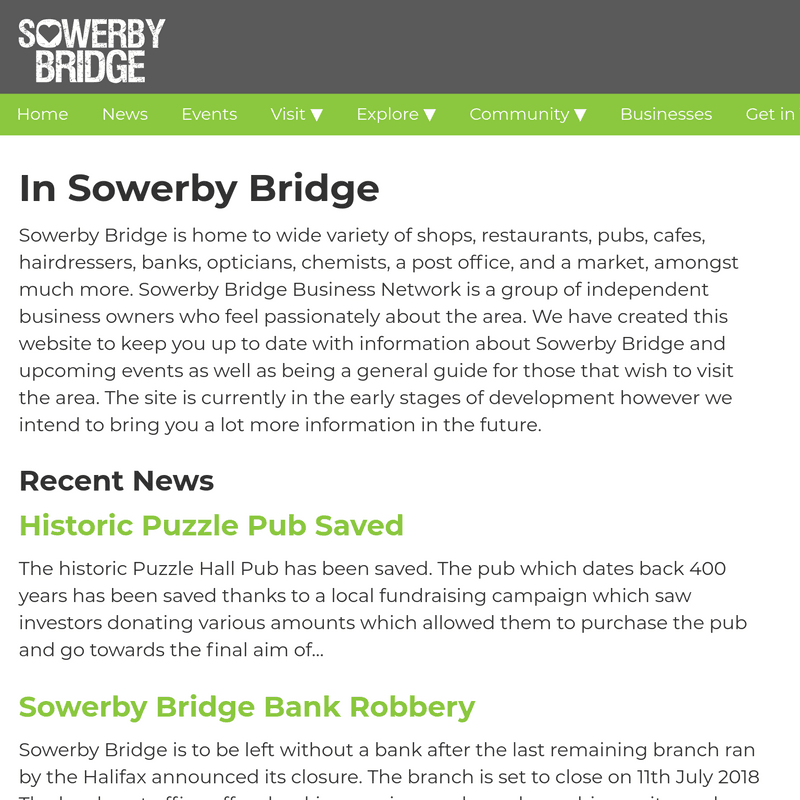 SOWERBY
BRIDGE
Home News Events Visit ▼ Explore ▼ Community ▼ Businesses Get in
In Sowerby Bridge
Sowerby Bridge is home to wide variety of shops, restaurants, pubs, cafes,
hairdressers, banks, opticians, chemists, a post office, and a market, amongst
much more. Sowerby Bridge Business Network is a group of independent
business owners who feel passionately about the area. We have created this
website to keep you up to date with information about Sowerby Bridge and
upcoming events as well as being a general guide for those that wish to visit
the area. The site is currently in the early stages of development however we
intend to bring you a lot more information in the future.
Recent News
Historic Puzzle Pub Saved
The historic Puzzle Hall Pub has been saved. The pub which dates back 400
years has been saved thanks to a local fundraising campaign which saw
investors donating various amounts which allowed them to purchase the pub
and go towards the final aim of...
Sowerby Bridge Bank Robbery
Sowerby Bridge is to be left without a bank after the last remaining branch ran
by the Halifax announced its closure. The branch is set to close on 11th July 2018